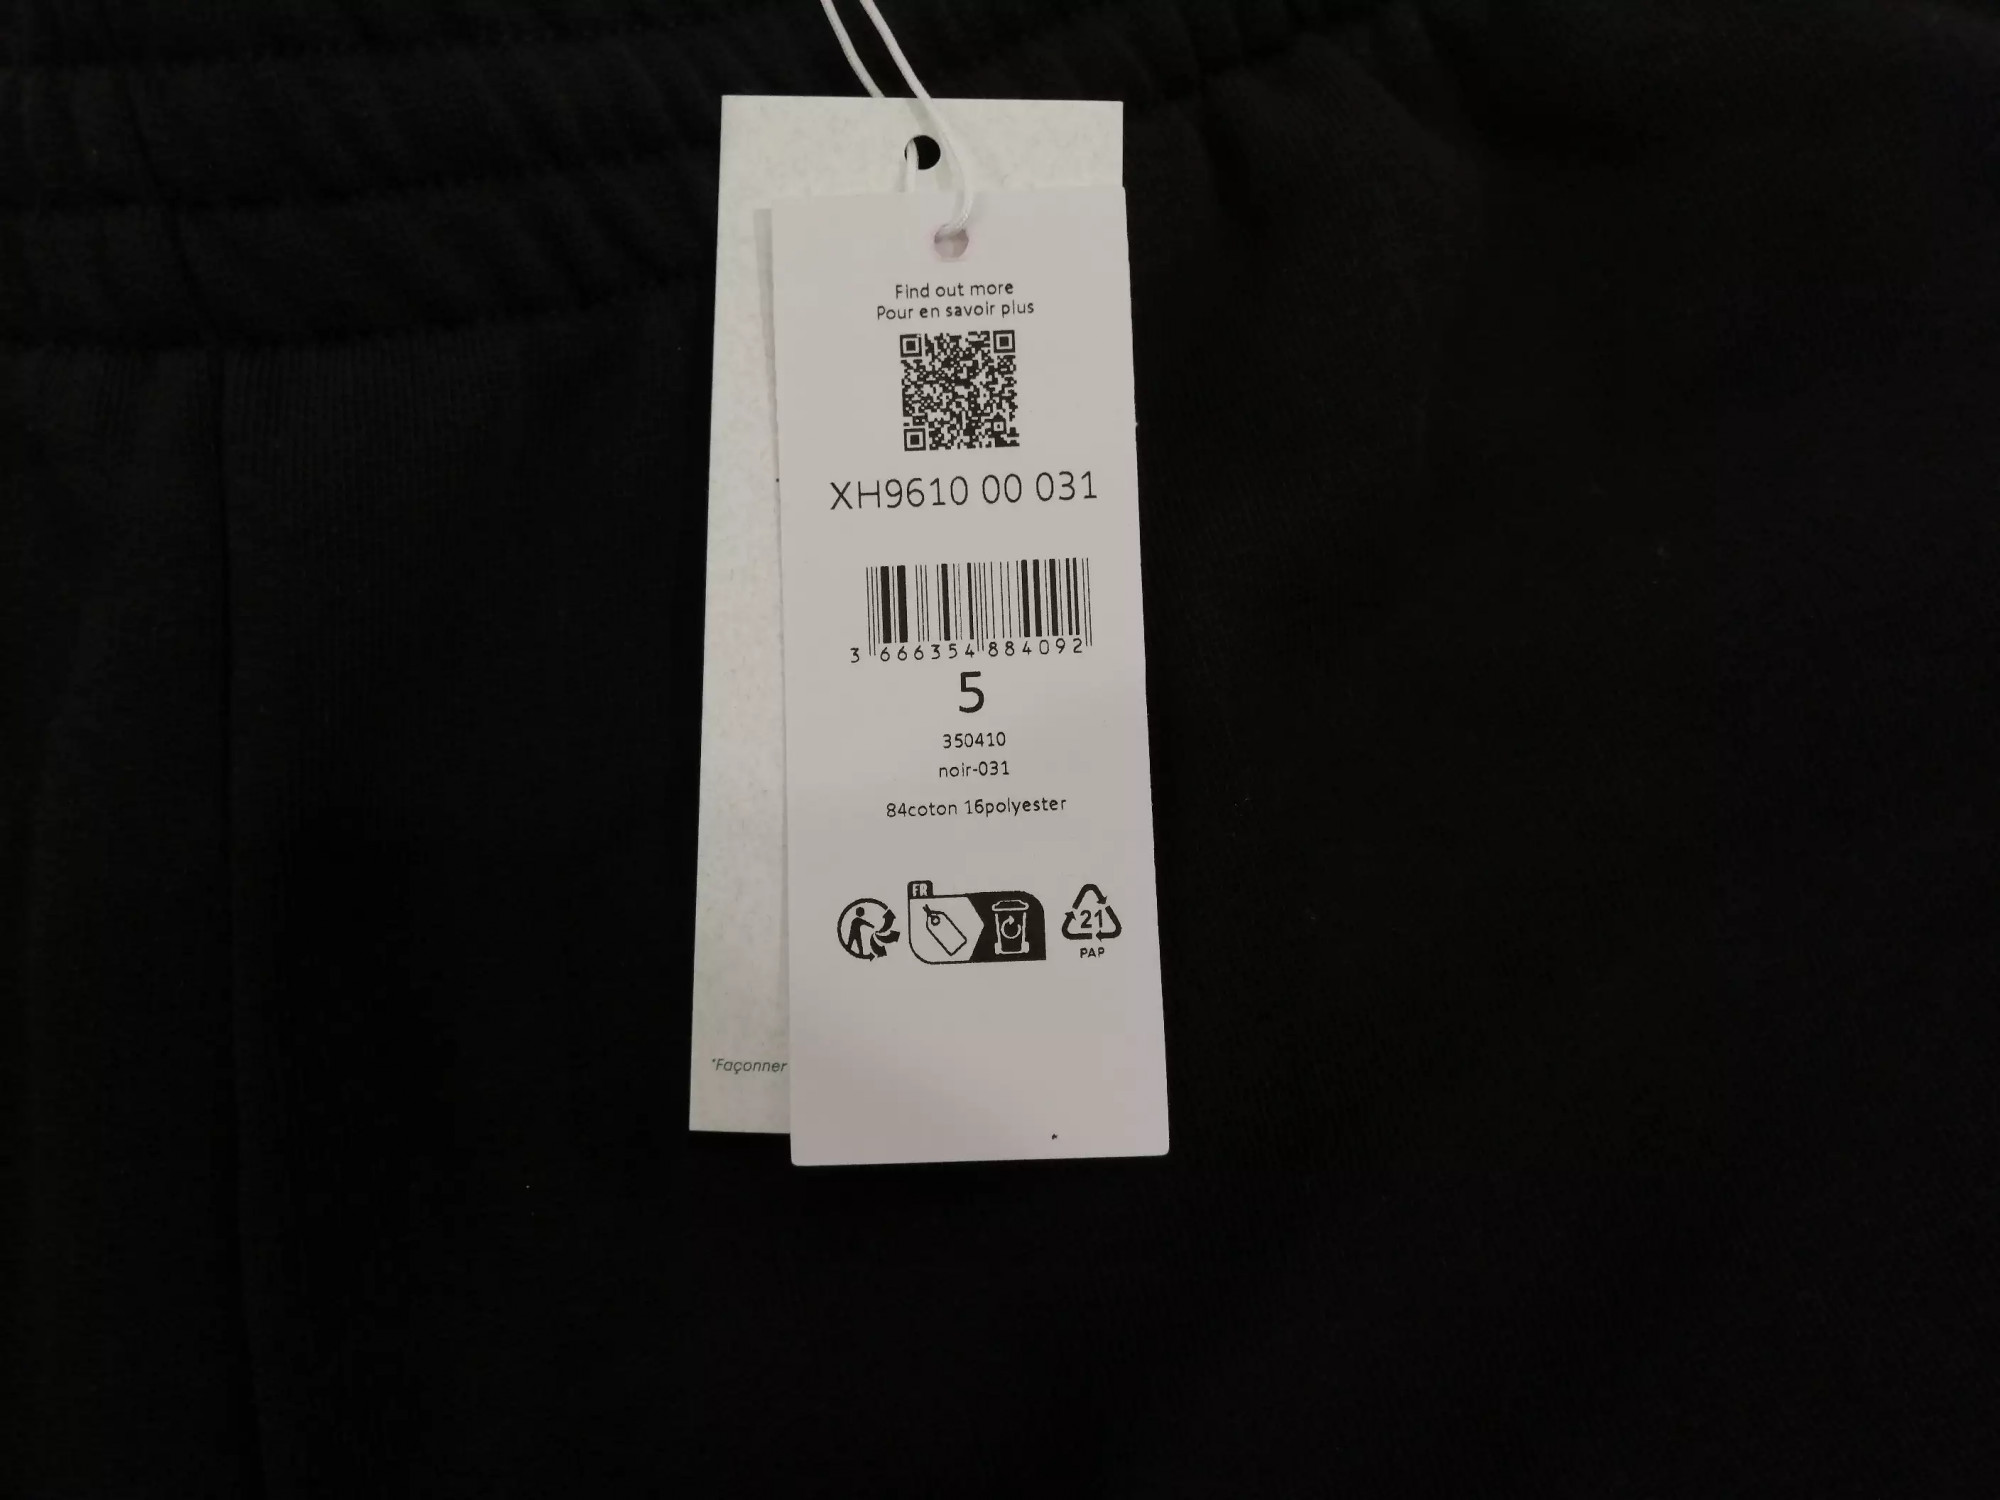 Find out more
Pour en savoir plus
XH9610 00 031
3 666354 884092
5
350410
noir-031
84coton 16polyester
FR
21
PAP
*Façonner